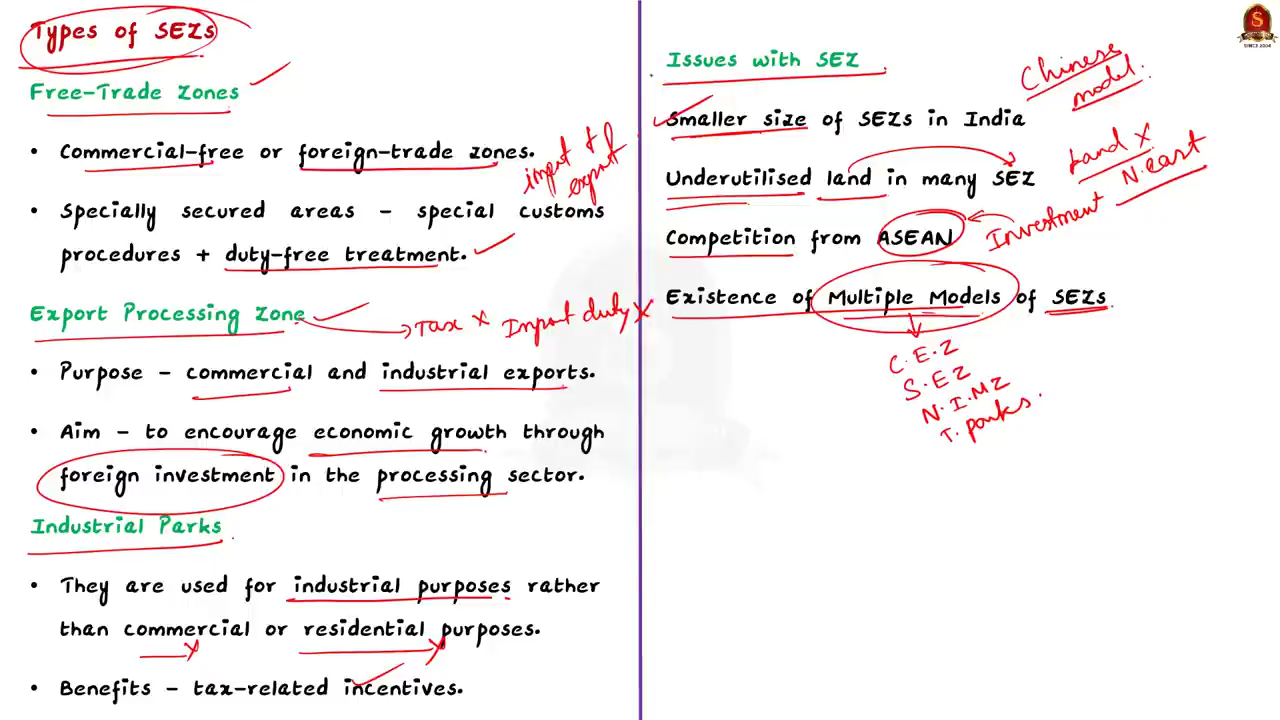 Types of SEZs
Free-Trade Zones
• Commercial-free or foreign-trade zones.
import & export
• Specially secured areas - special customs
procedures + duty-free treatment.
Export Processing Zone
Tax X Import duty X
• Purpose - commercial and industrial exports.
• Aim - to encourage economic growth through
foreign investment in the processing sector.
Industrial Parks
• They are used for industrial purposes rather
than commercial or residential purposes.
• Benefits - tax-related incentives.
Issues with SEZ
Chinese
model.
Smaller size of SEZs in India
Land X
N.east
Underutilised land in many SEZ
Investment
Competition from ASEAN
Existence of Multiple Models of SEZs.
C.E.Z
S.EZ
N.I.MZ
T. parks.
S
SINCE 2004